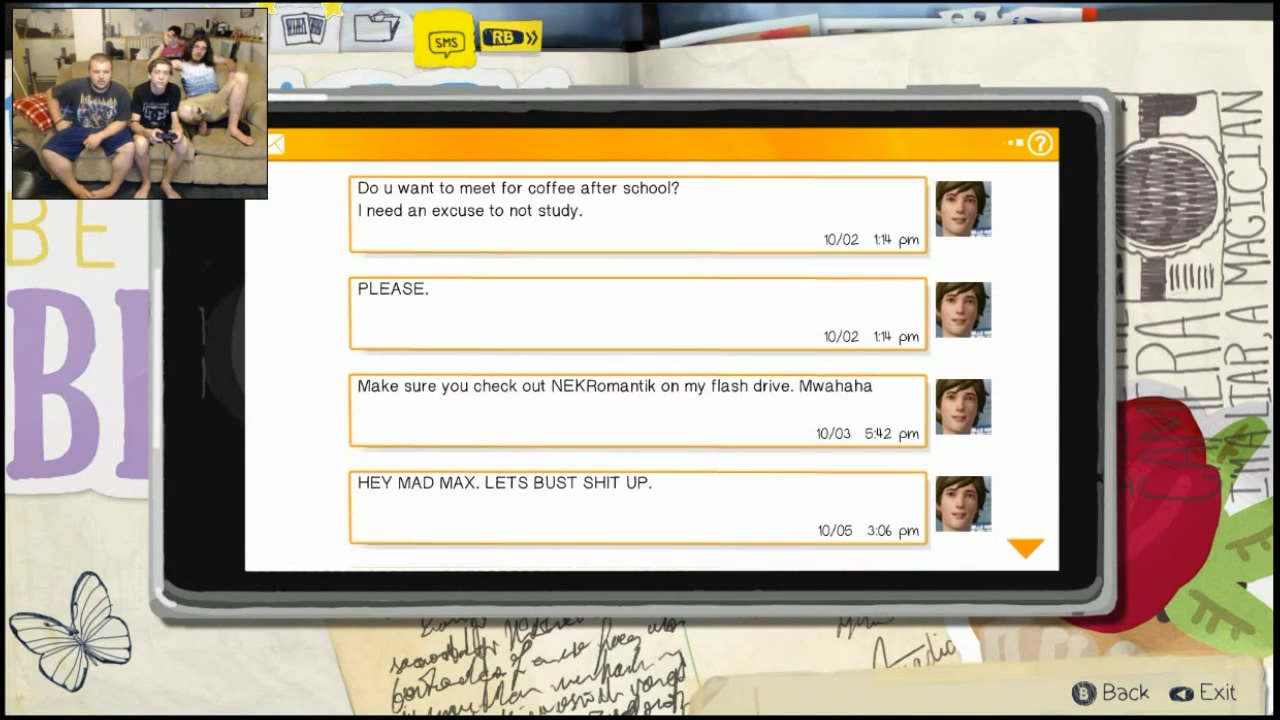 SMS
RB
?
Do u want to meet for coffee after school?
I need an excuse to not study.
10/02 1:14 pm
PLEASE.
10/02 1:14 pm
Make sure you check out NEKRomantik on my flash drive. Mwahaha
10/03 5:42 pm
HEY MAD MAX. LETS BUST SHIT UP.
10/05 3:06 pm
BE
CAMERA
IM A LIAR, A MAGICIAN
B Back
Exit